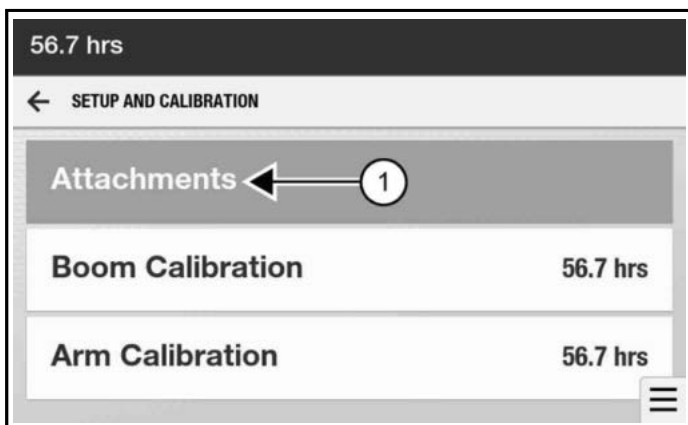 56.7 hrs
← SETUP AND CALIBRATION
Attachments 1
Boom Calibration 56.7 hrs
Arm Calibration 56.7 hrs